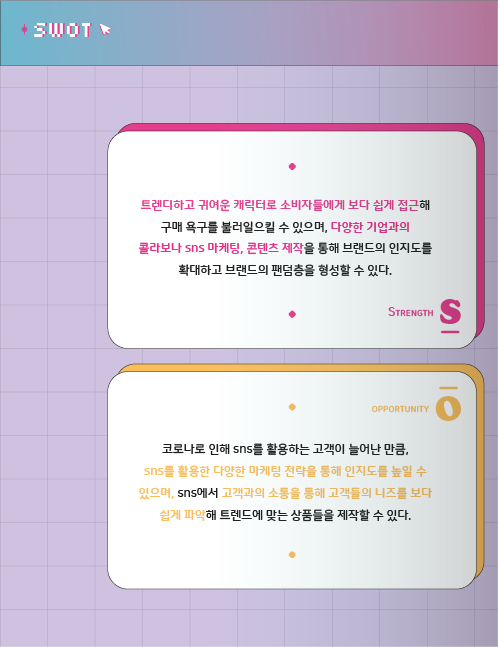 SWOT
트렌디하고 귀여운 캐릭터로 소비자들에게 보다 쉽게 접근해
구매 욕구를 불러일으킬 수 있으며, 다양한 기업과의
콜라보나 sns 마케팅, 콘텐츠 제작을 통해 브랜드의 인지도를
확대하고 브랜드의 팬덤층을 형성할 수 있다.
STRENGTH S
OPPORTUNITY O
코로나로 인해 sns를 활용하는 고객이 늘어난 만큼,
sns를 활용한 다양한 마케팅 전략을 통해 인지도를 높일 수
있으며, sns에서 고객과의 소통을 통해 고객들의 니즈를 보다
쉽게 파악해 트렌드에 맞는 상품들을 제작할 수 있다.